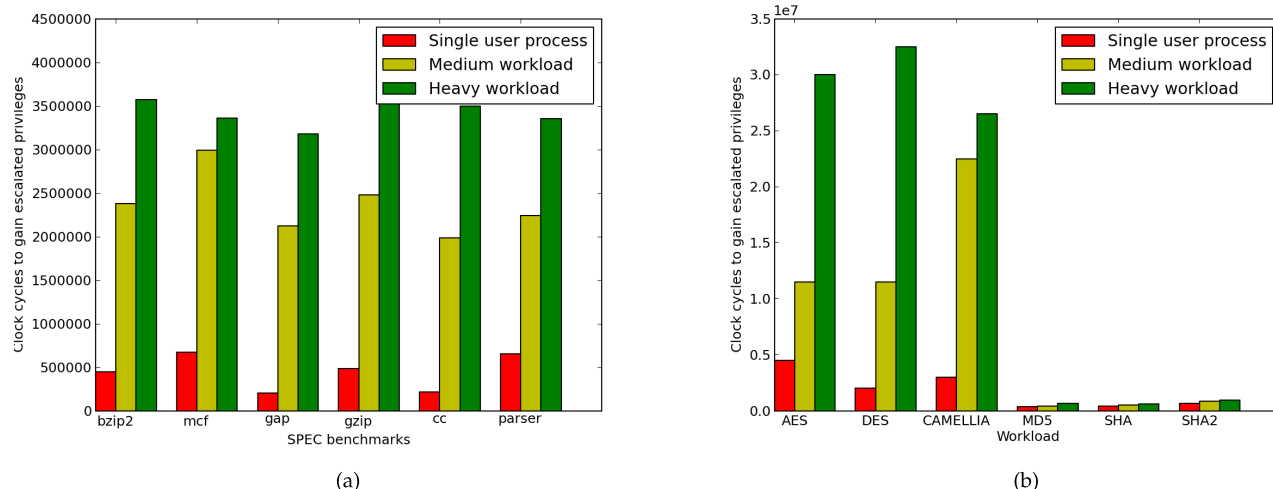 4500000
4000000
3500000
3000000
2500000
2000000
1500000
1000000
500000
0
Clock cycles to gain escalated privileges
Single user process
Medium workload
Heavy workload
bzip2 mcf gap gzip cc parser
SPEC benchmarks
(a)
1e7
3.5
3.0
2.5
2.0
1.5
1.0
0.5
0.0
Clock cycles to gain escalated privileges
Single user process
Medium workload
Heavy workload
AES DES CAMELLIA MD5 SHA SHA2
Workload
(b)